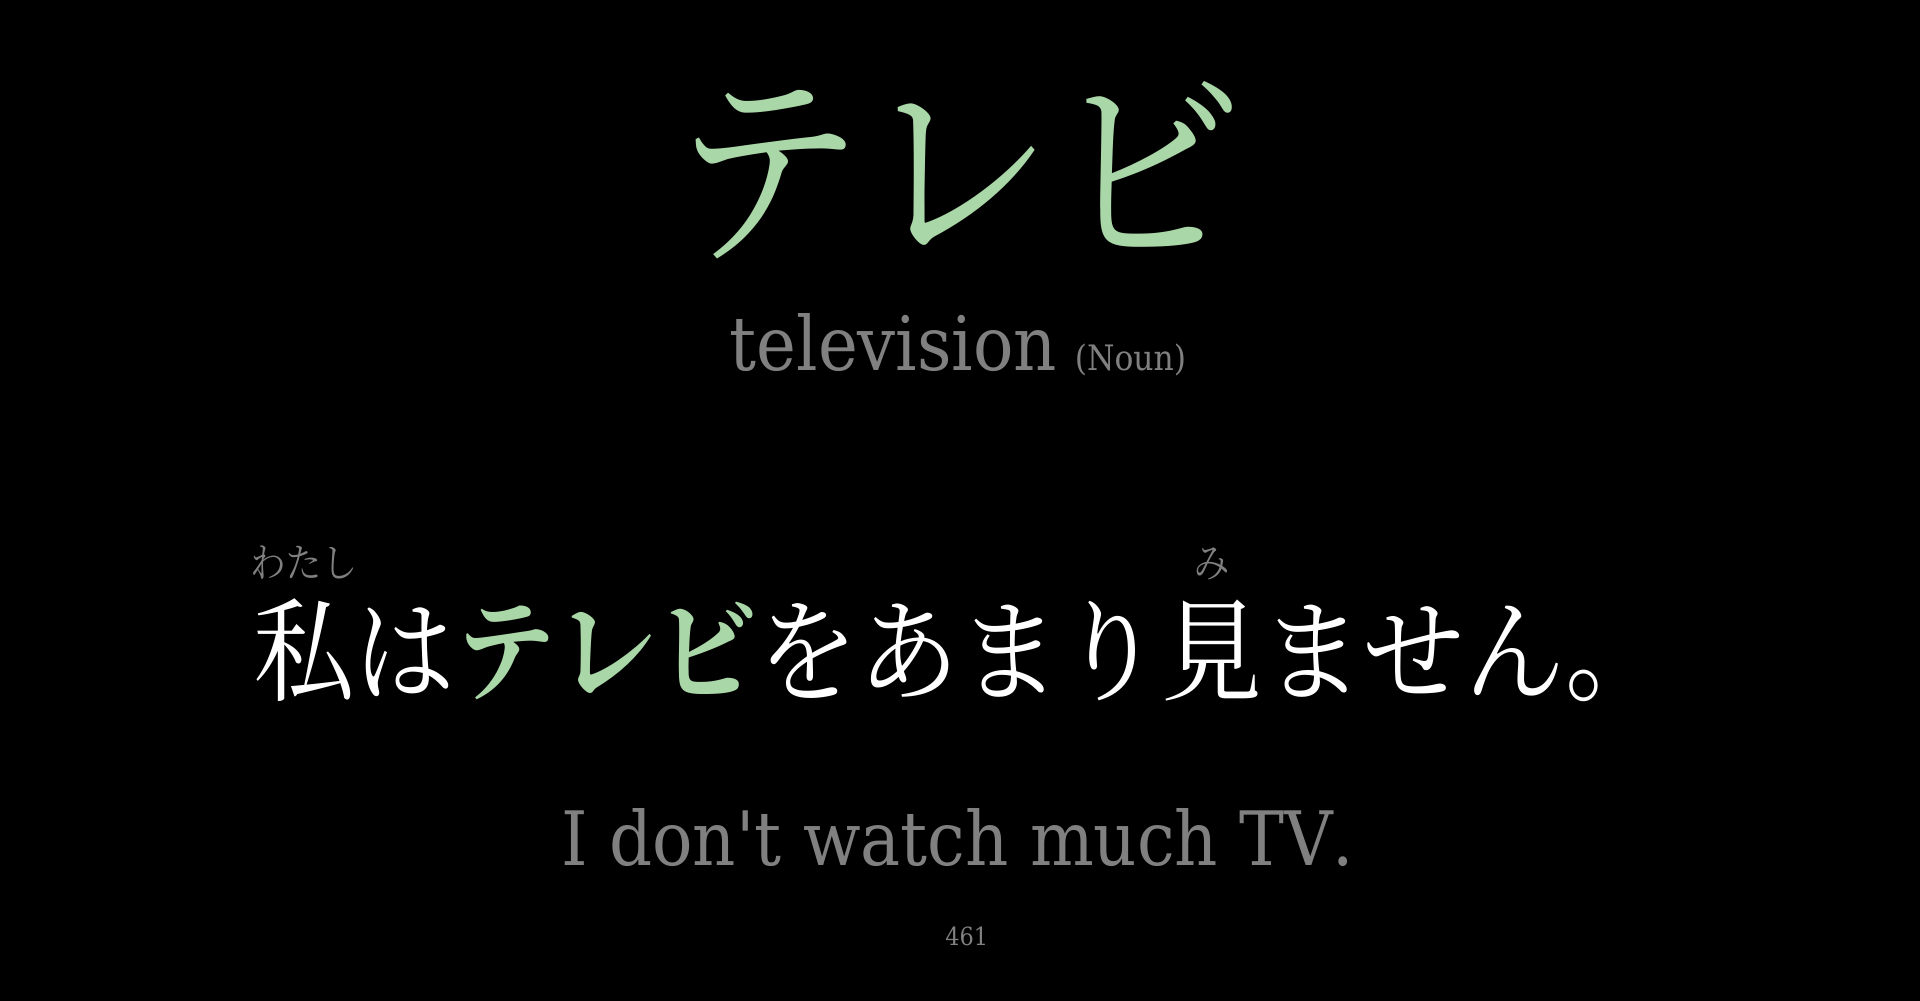 テレビ
television (Noun)
わたし み
私はテレビをあまり見ません。
I don't watch much TV.
461